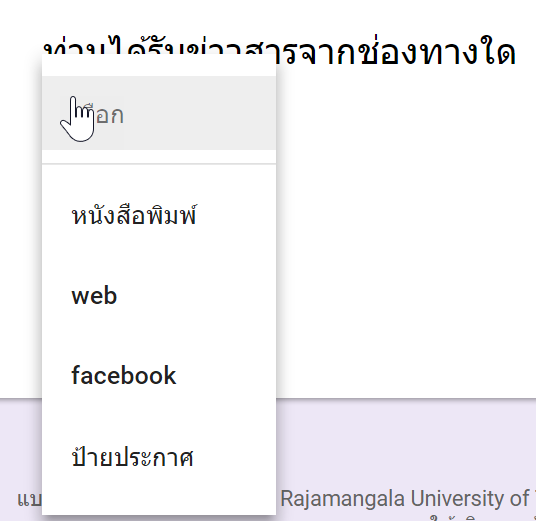 ท่านได้รับข่าวสารจากช่องทางใด
หนังสือพิมพ์
web
facebook
ป้ายประกาศ
Rajamangala University of